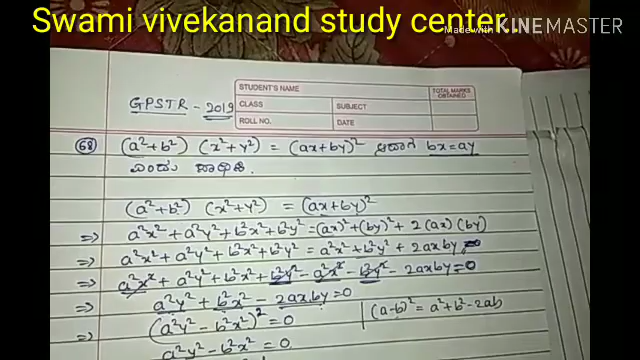 Swami vivekanand study center...
Made with KINEMASTER
GPSTR - 2019
STUDENT'S NAME
TOTAL MARKS OBTAINED
CLASS
SUBJECT
ROLL NO.
DATE
68 (a²+b²) (x²+y²) = (ax+by)² ಆದಾಗ bx=ay
ಎಂದು ಸಾಧಿಸಿ
(a²+b²) (x²+y²) = (ax+by)²
⇒ a²x² + a²y² + b²x² + b²y² = (ax)² + (by)² + 2(ax)(by)
⇒ a²x² + a²y² + b²x² + b²y² = a²x² + b²y² + 2axby
⇒ a²x² + a²y² + b²x² + b²y² - a²x² - b²y² - 2axby = 0
⇒ a²y² + b²x² - 2axby = 0
⇒ (a²y² - b²x²)² = 0
(a-b)² = a²+b²-2ab
a²y² - b²x² = 0